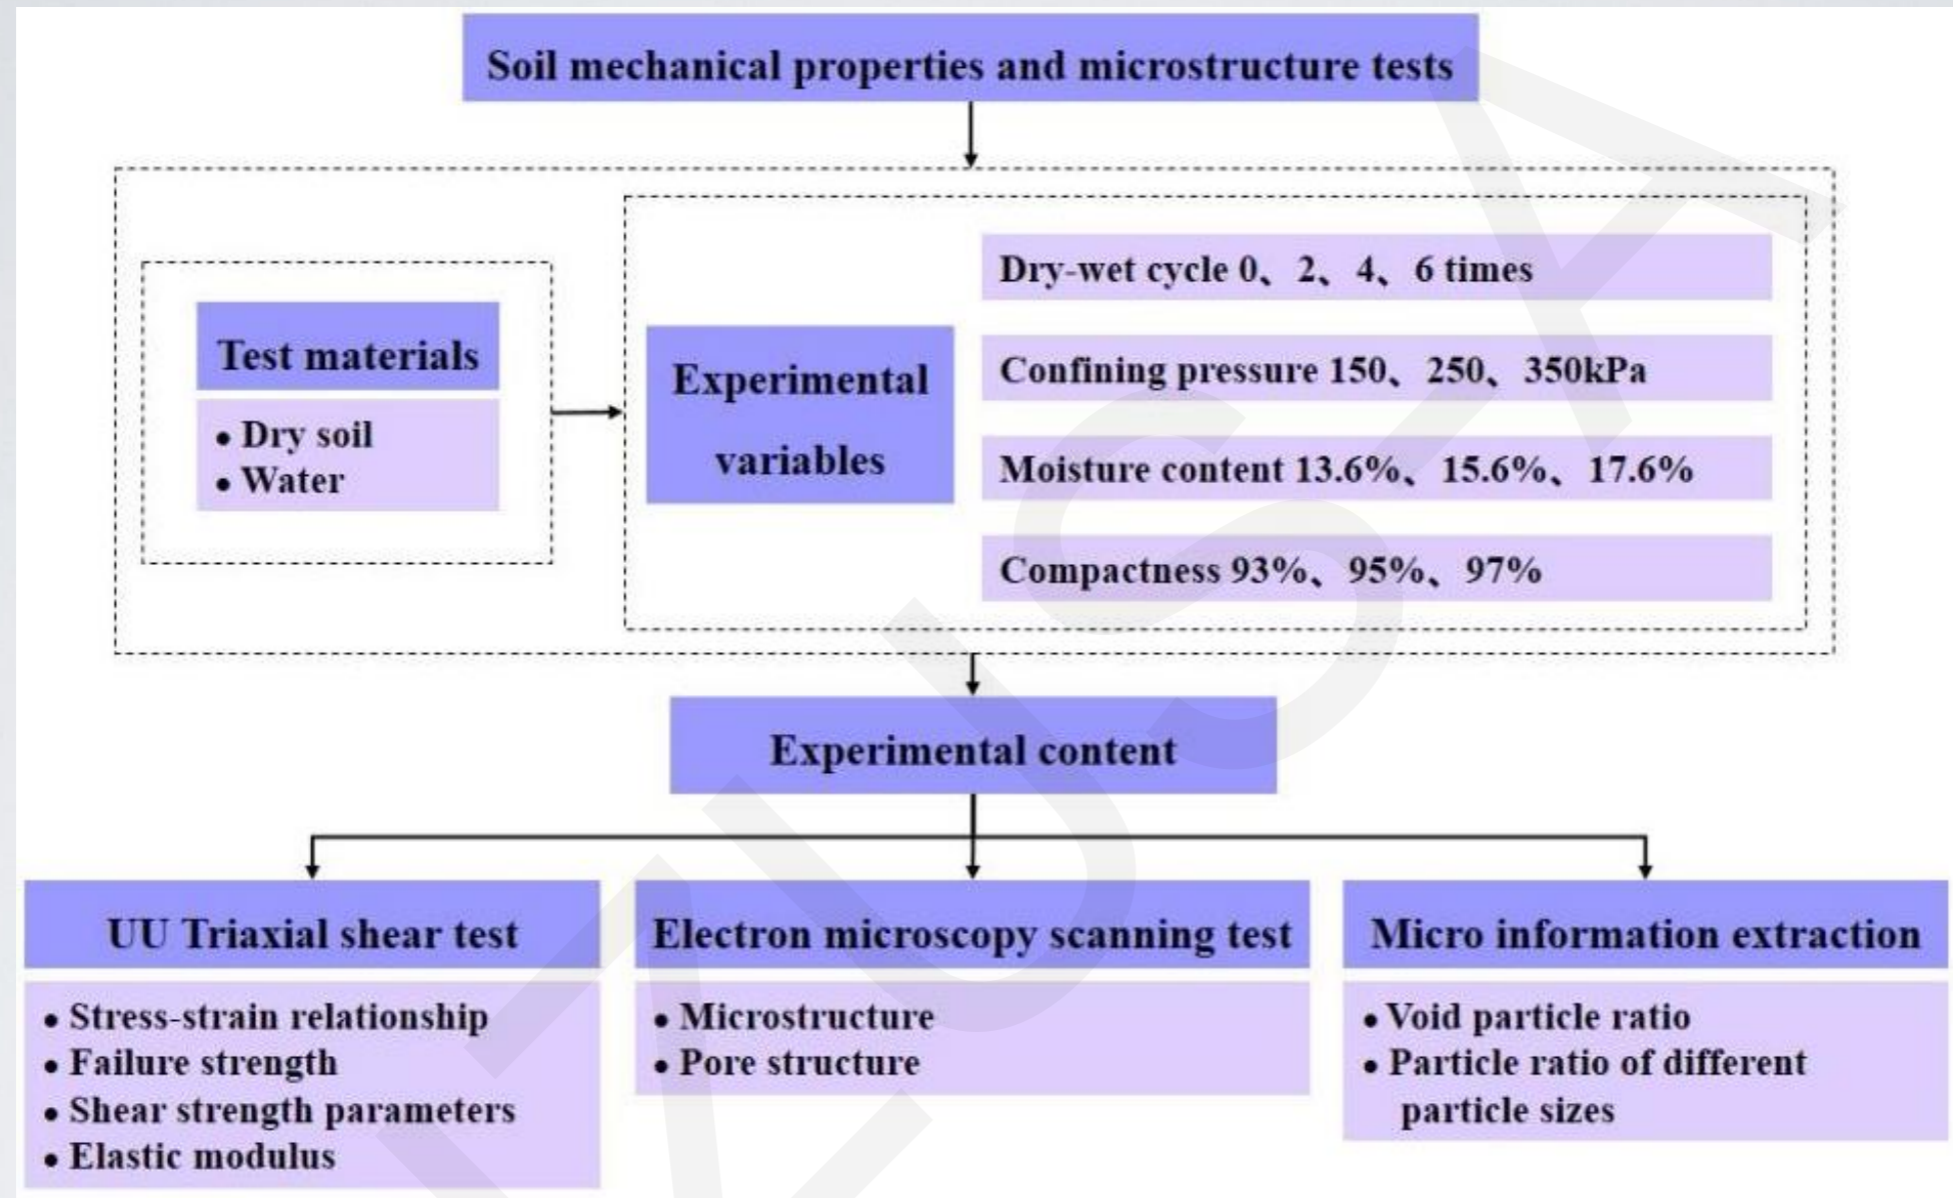 Soil mechanical properties and microstructure tests
Test materials
• Dry soil
• Water
Experimental
variables
Dry-wet cycle 0、2、4、6 times
Confining pressure 150、250、350kPa
Moisture content 13.6%、15.6%、17.6%
Compactness 93%、95%、97%
Experimental content
UU Triaxial shear test
• Stress-strain relationship
• Failure strength
• Shear strength parameters
• Elastic modulus
Electron microscopy scanning test
• Microstructure
• Pore structure
Micro information extraction
• Void particle ratio
• Particle ratio of different
particle sizes
ZUS-A